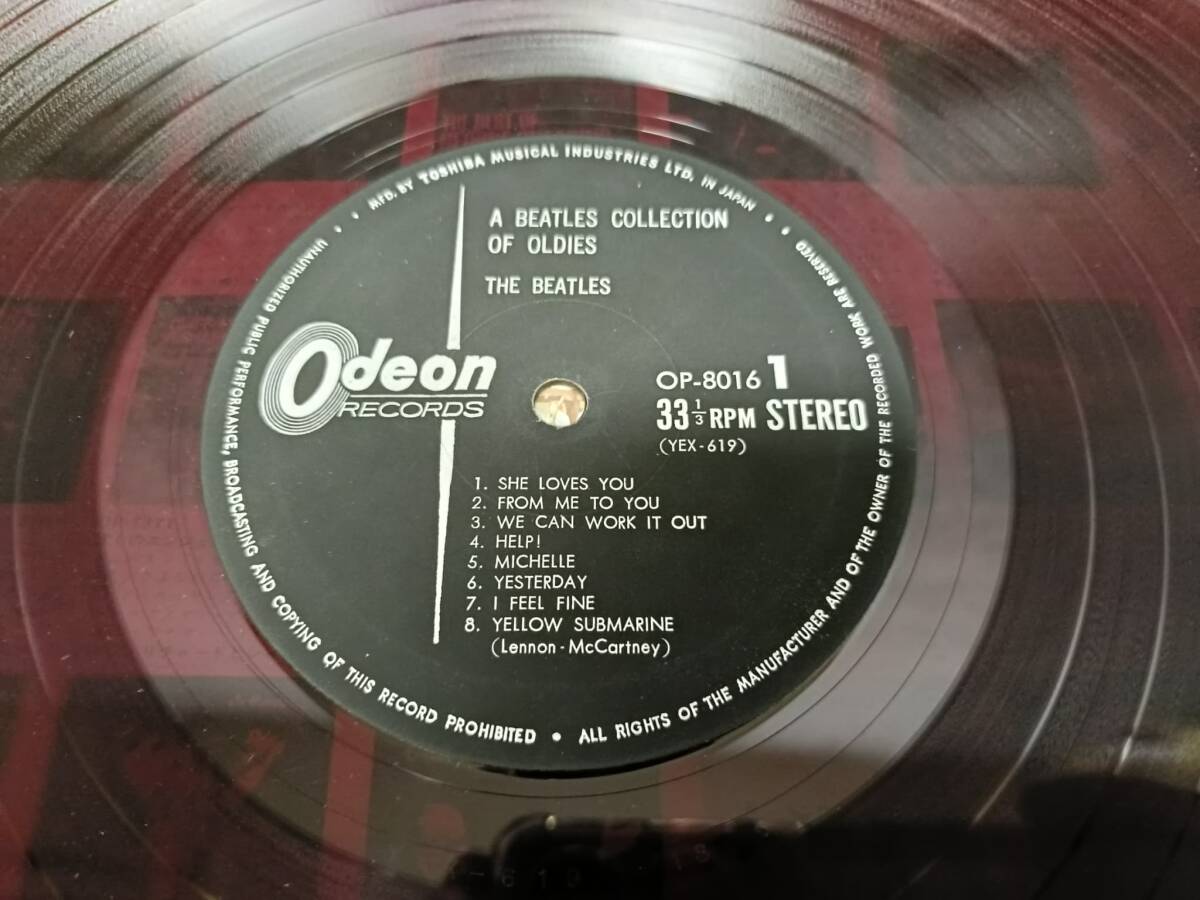 MFD. BY TOSHIBA MUSICAL INDUSTRIES LTD. IN JAPAN
A BEATLES COLLECTION
OF OLDIES
THE BEATLES
Odeon
RECORDS
OP-8016 1
33 1/3 RPM STEREO
(YEX-619)
1. SHE LOVES YOU
2. FROM ME TO YOU
3. WE CAN WORK IT OUT
4. HELP!
5. MICHELLE
6. YESTERDAY
7. I FEEL FINE
8. YELLOW SUBMARINE
(Lennon-McCartney)
UNAUTHORIZED PUBLIC PERFORMANCE, BROADCASTING AND COPYING OF THIS RECORD PROHIBITED • ALL RIGHTS OF THE MANUFACTURER AND OF THE OWNER OF THE RECORDED WORK ARE RESERVED